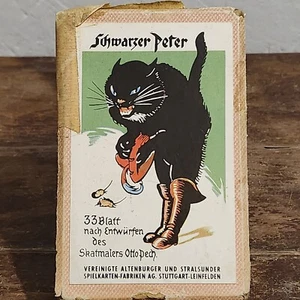 Schwarzer Peter
33 Blatt
nach Entwürfen
des
Skatmalers Otto Pech.
VEREINIGTE ALTENBURGER UND STRALSUNDER
SPIELKARTEN-FABRIKEN AG. STUTTGART-LEINFELDEN